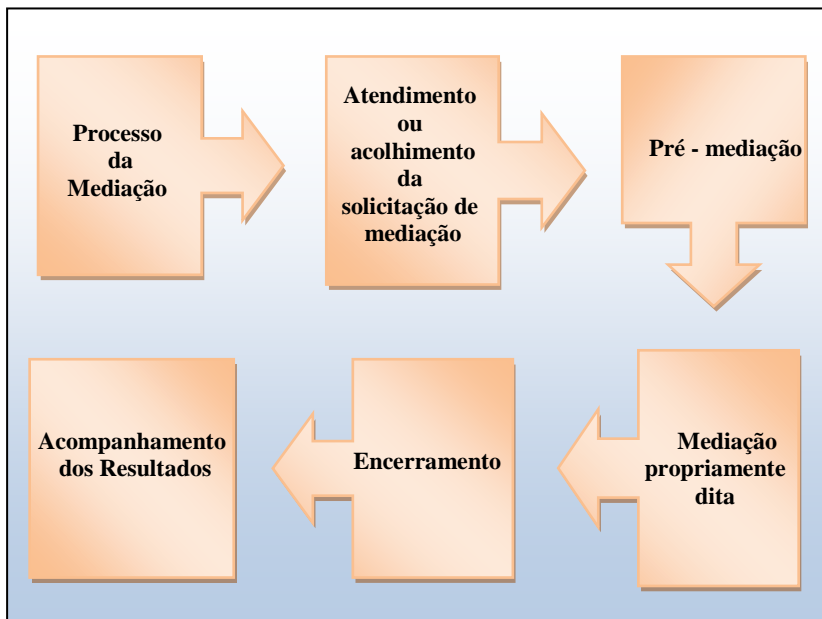 Processo
da
Mediação
Atendimento
ou
acolhimento
da
solicitação de
mediação
Pré - mediação
Mediação
propriamente
dita
Encerramento
Acompanhamento
dos Resultados